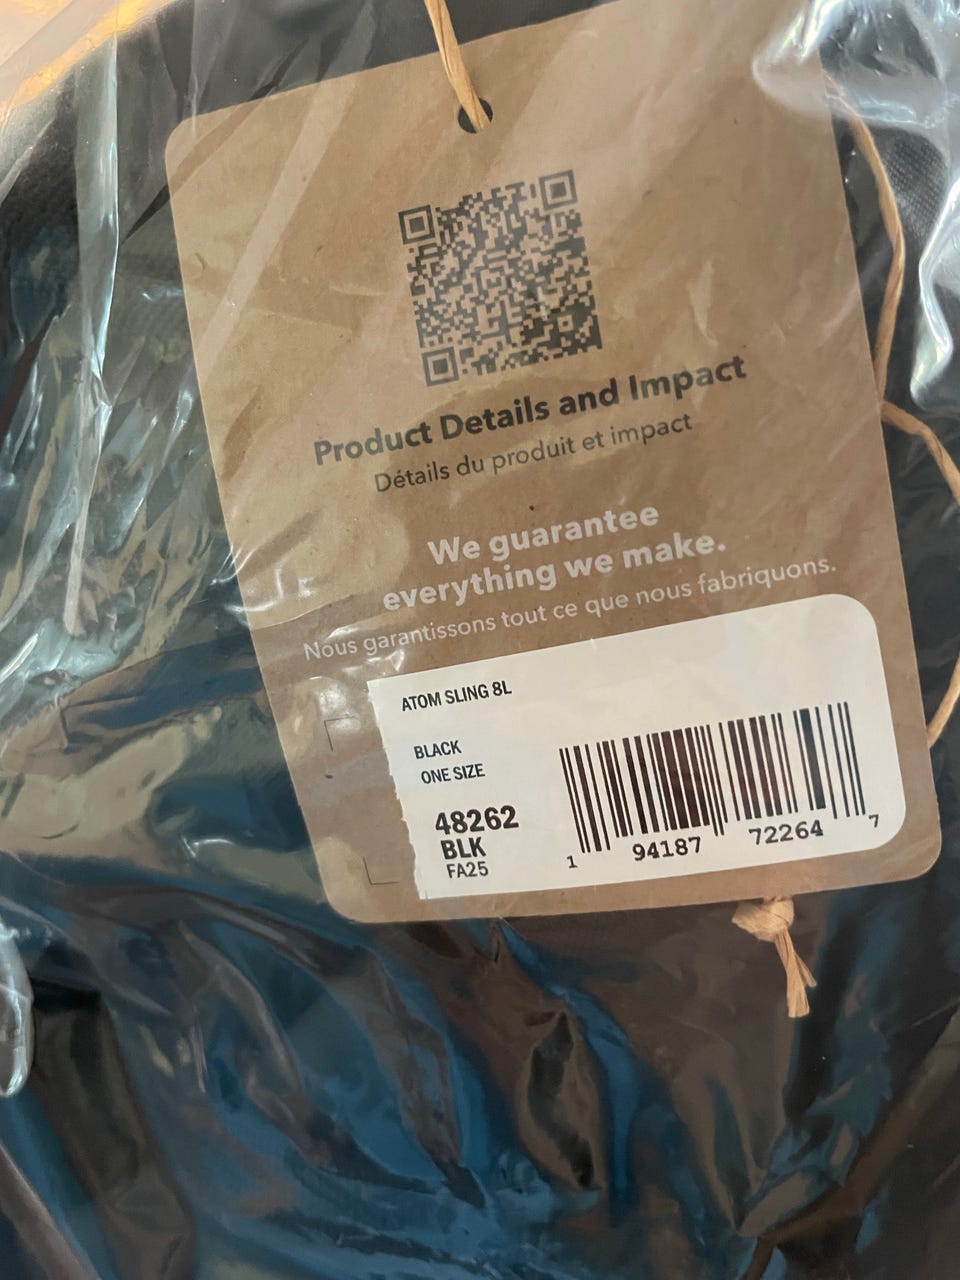 Product Details and Impact
Détails du produit et impact
We guarantee
everything we make.
Nous garantissons tout ce que nous fabriquons.
ATOM SLING 8L
BLACK
ONE SIZE
48262
BLK
FA25
1 94187 72264 7